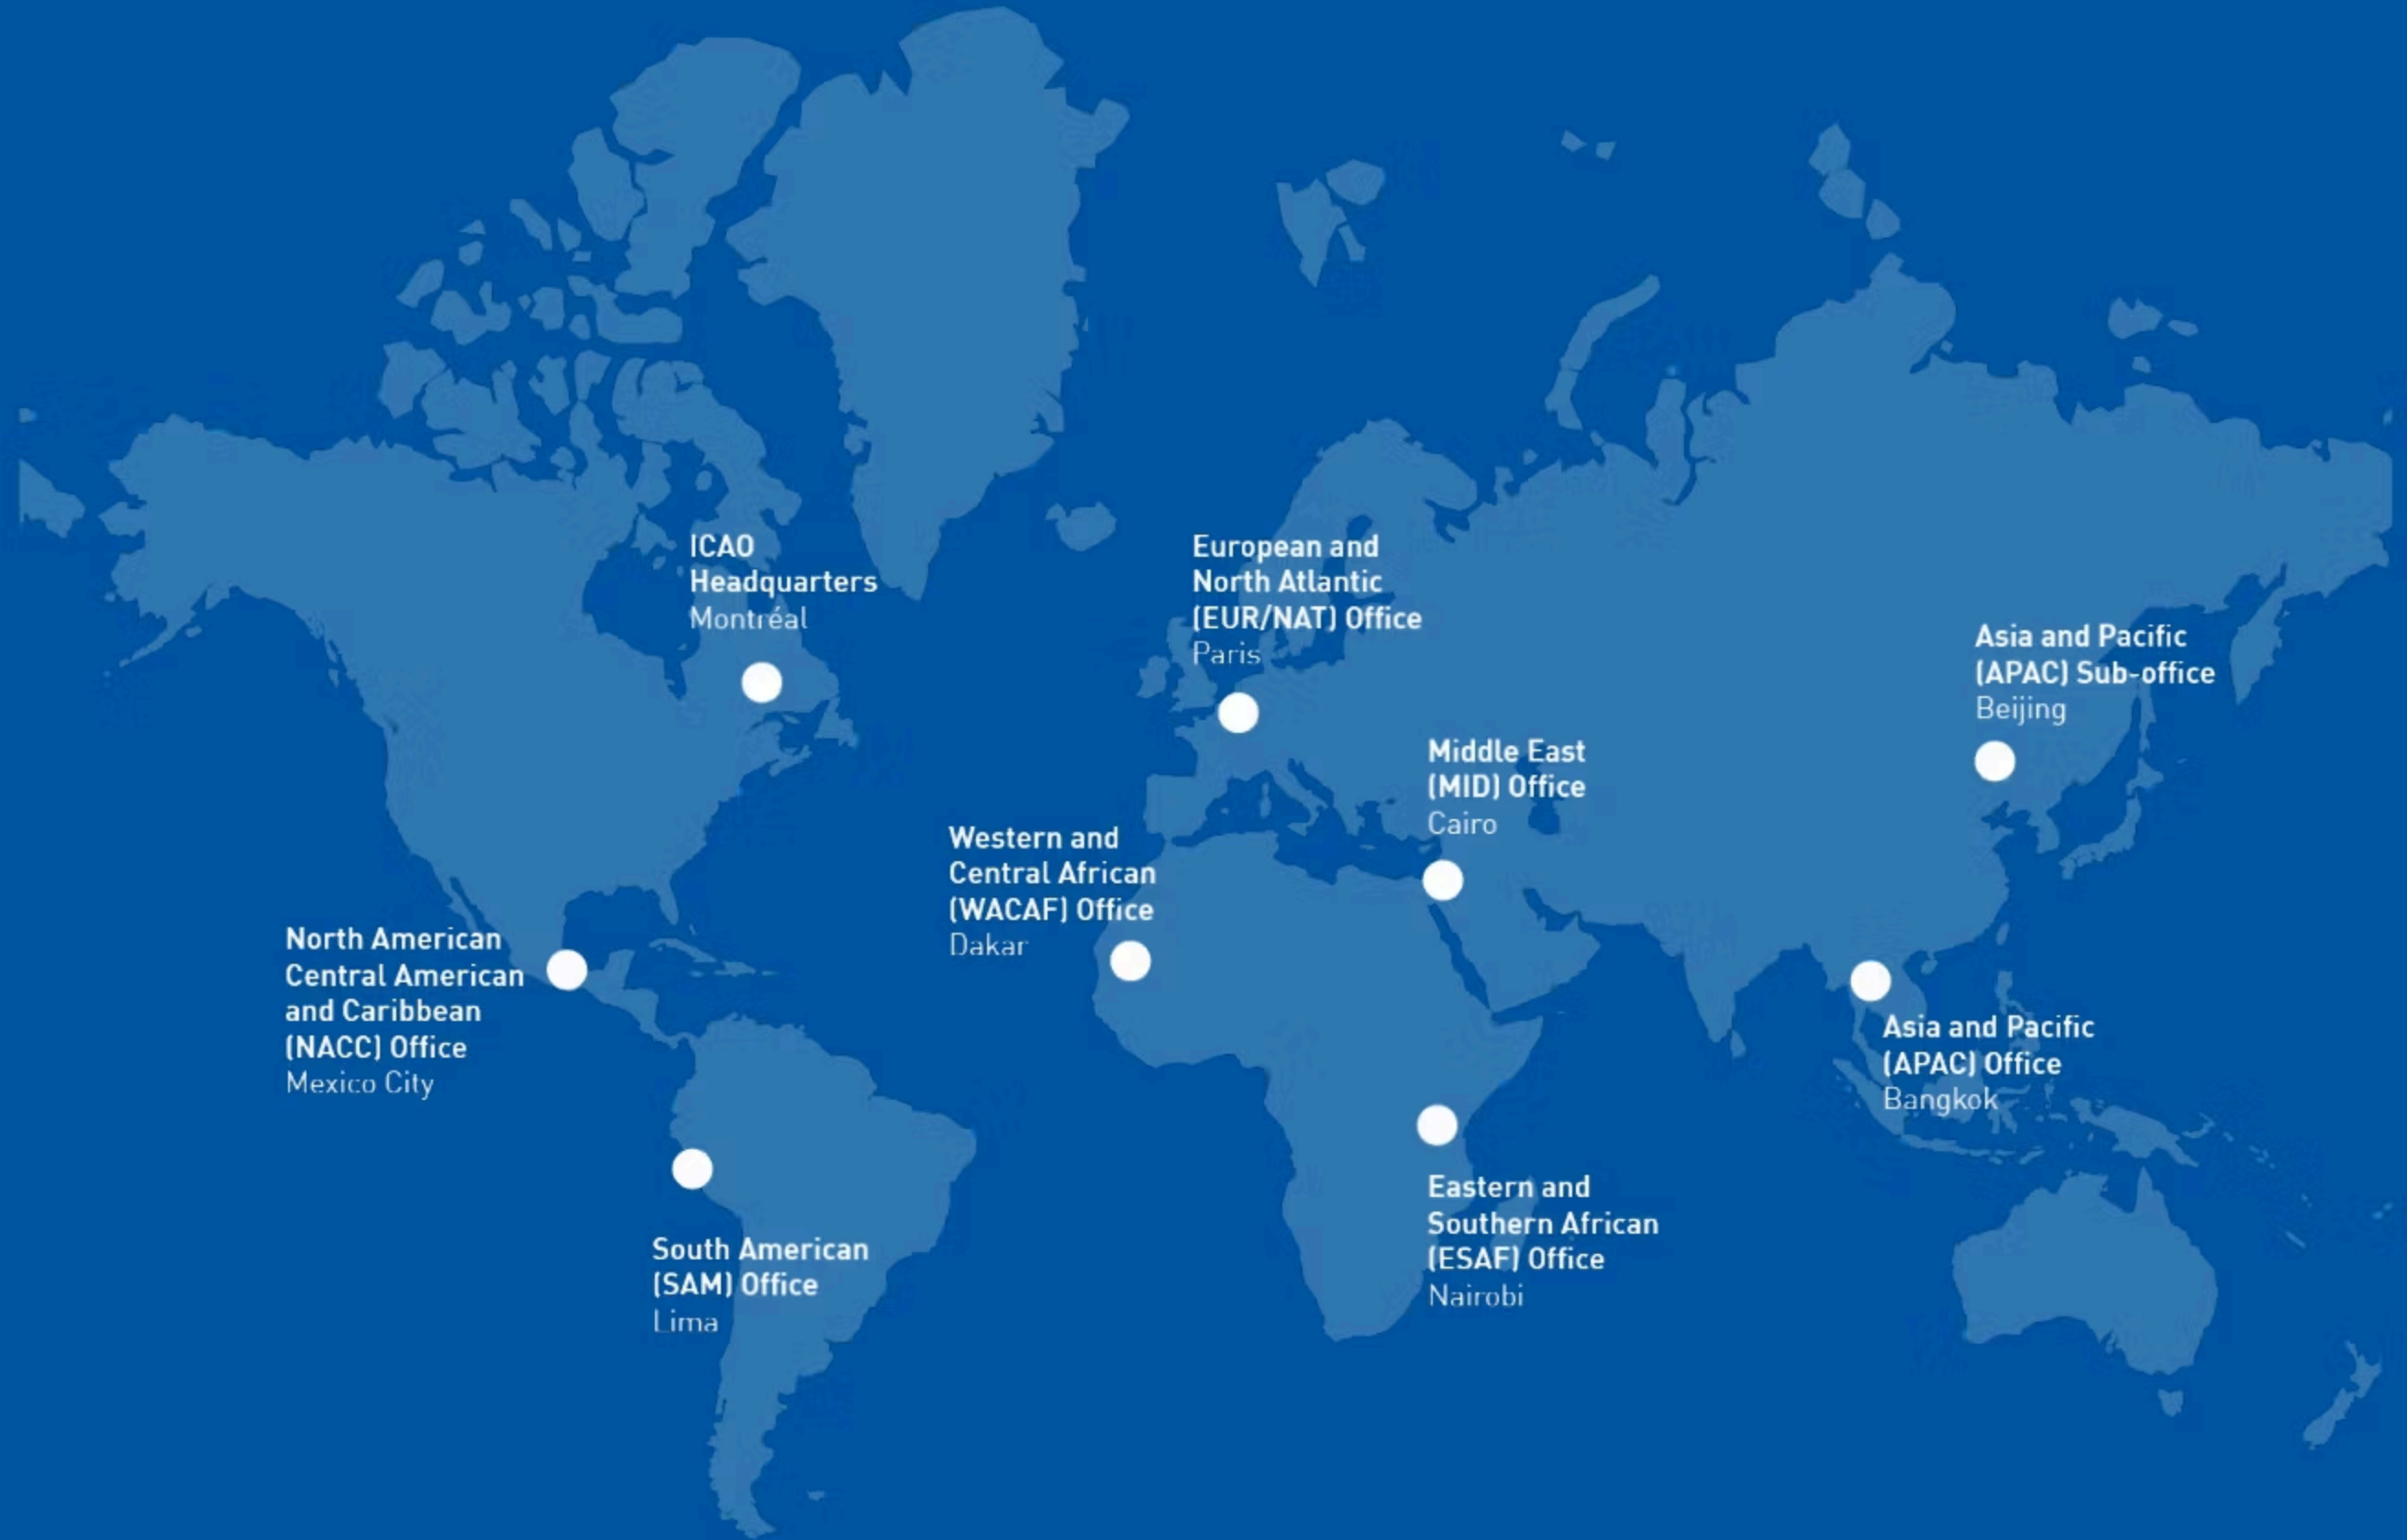 ICAO
Headquarters
Montréal
European and
North Atlantic
(EUR/NAT) Office
Paris
Asia and Pacific
(APAC) Sub-office
Beijing
Middle East
(MID) Office
Cairo
Western and
Central African
(WACAF) Office
Dakar
North American
Central American
and Caribbean
(NACC) Office
Mexico City
Asia and Pacific
(APAC) Office
Bangkok
Eastern and
Southern African
(ESAF) Office
Nairobi
South American
(SAM) Office
Lima